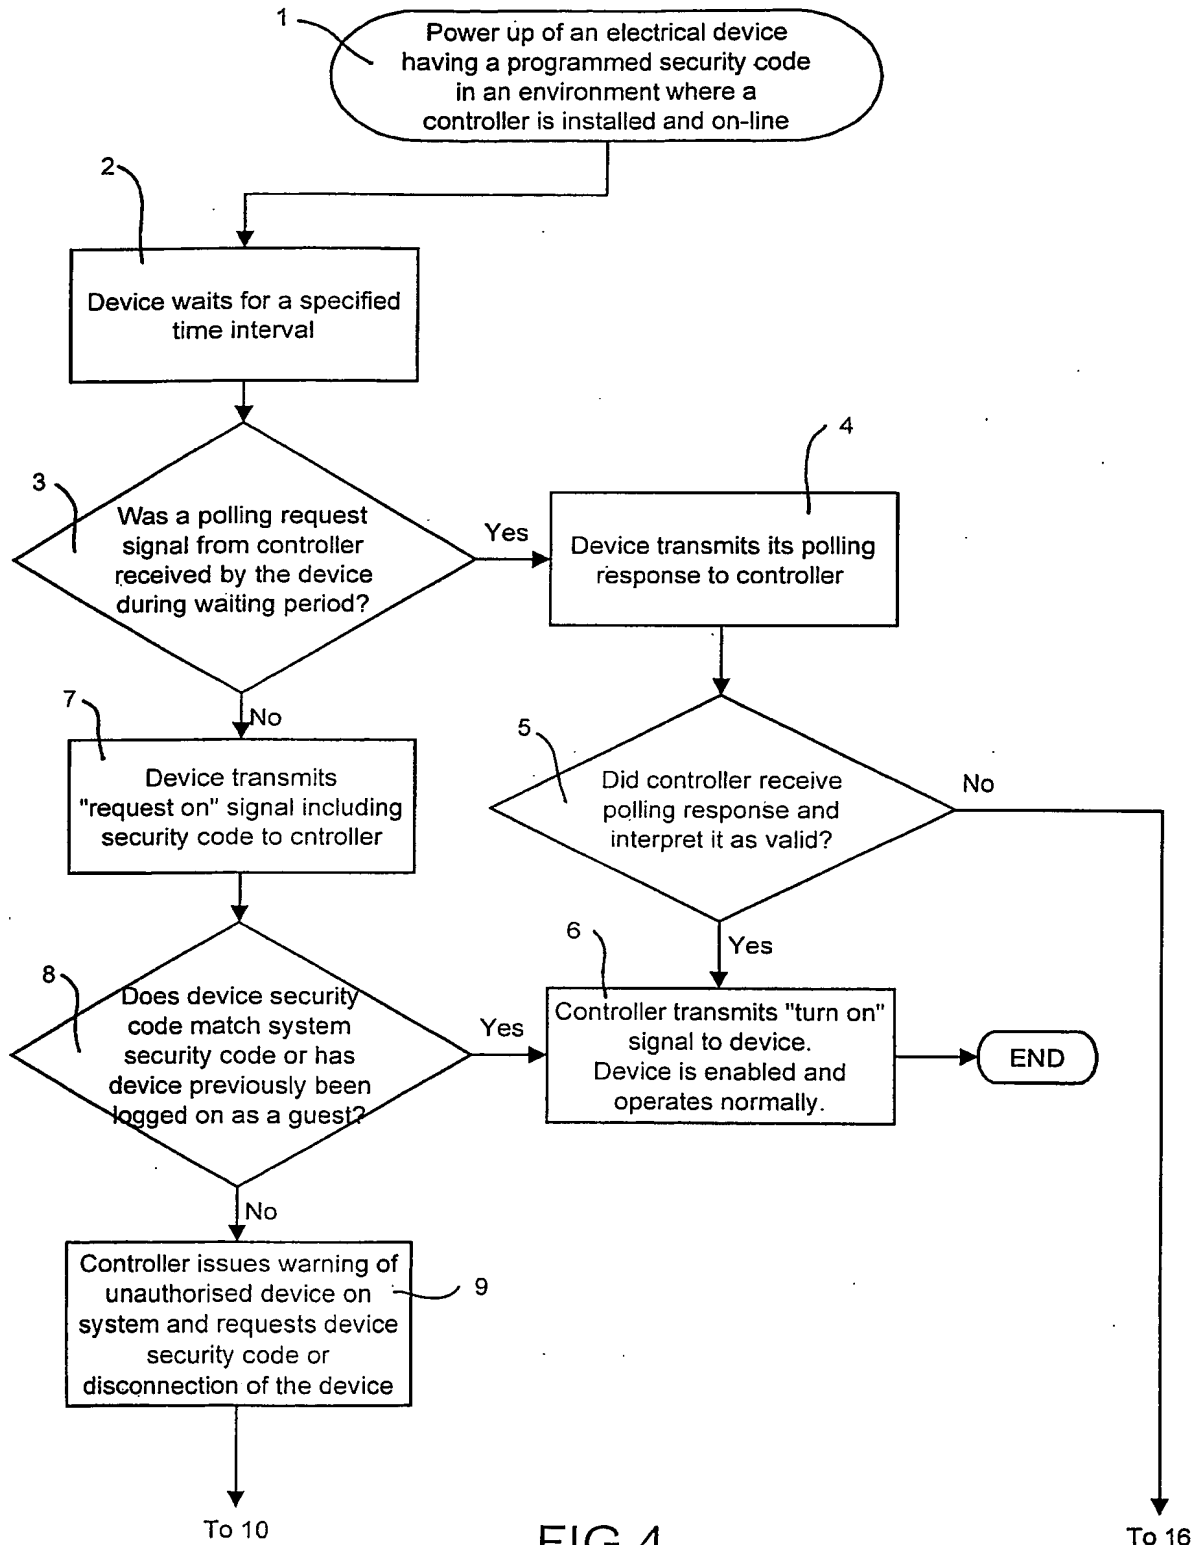 1
Power up of an electrical device
having a programmed security code
in an environment where a
controller is installed and on-line
2
Device waits for a specified
time interval
3
Was a polling request
signal from controller
received by the device
during waiting period?
Yes
4
Device transmits its polling
response to controller
No
7
Device transmits
"request on" signal including
security code to cntroller
5
Did controller receive
polling response and
interpret it as valid?
No
Yes
8
Does device security
code match system
security code or has
device previously been
logged on as a guest?
Yes
6
Controller transmits "turn on"
signal to device.
Device is enabled and
operates normally.
END
No
Controller issues warning of
unauthorised device on
system and requests device
security code or
disconnection of the device
9
To 10
FIG 4
To 16